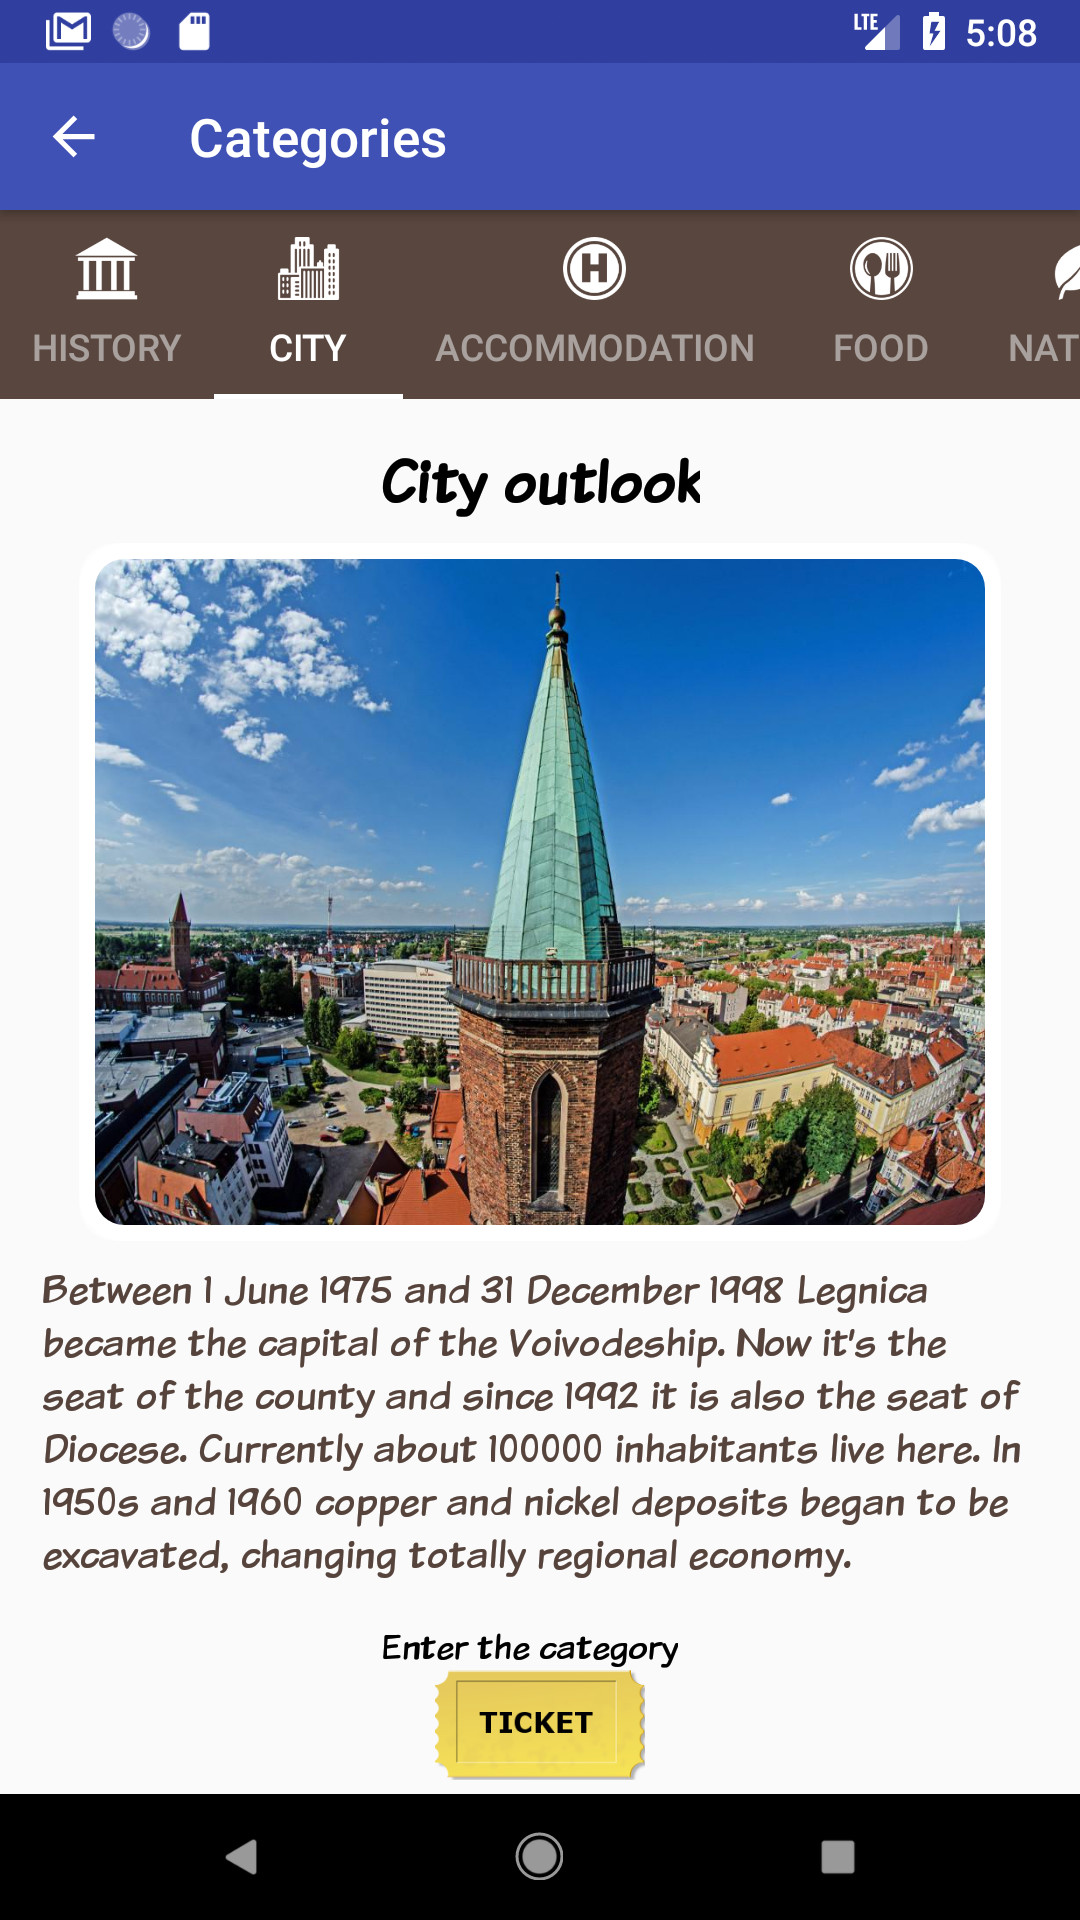 LTE 5:08
Categories
HISTORY CITY ACCOMMODATION FOOD NAT
City outlook
Between 1 June 1975 and 31 December 1998 Legnica
became the capital of the Voivodeship. Now it's the
seat of the county and since 1992 it is also the seat of
Diocese. Currently about 100000 inhabitants live here. In
1950s and 1960 copper and nickel deposits began to be
excavated, changing totally regional economy.
Enter the category
TICKET